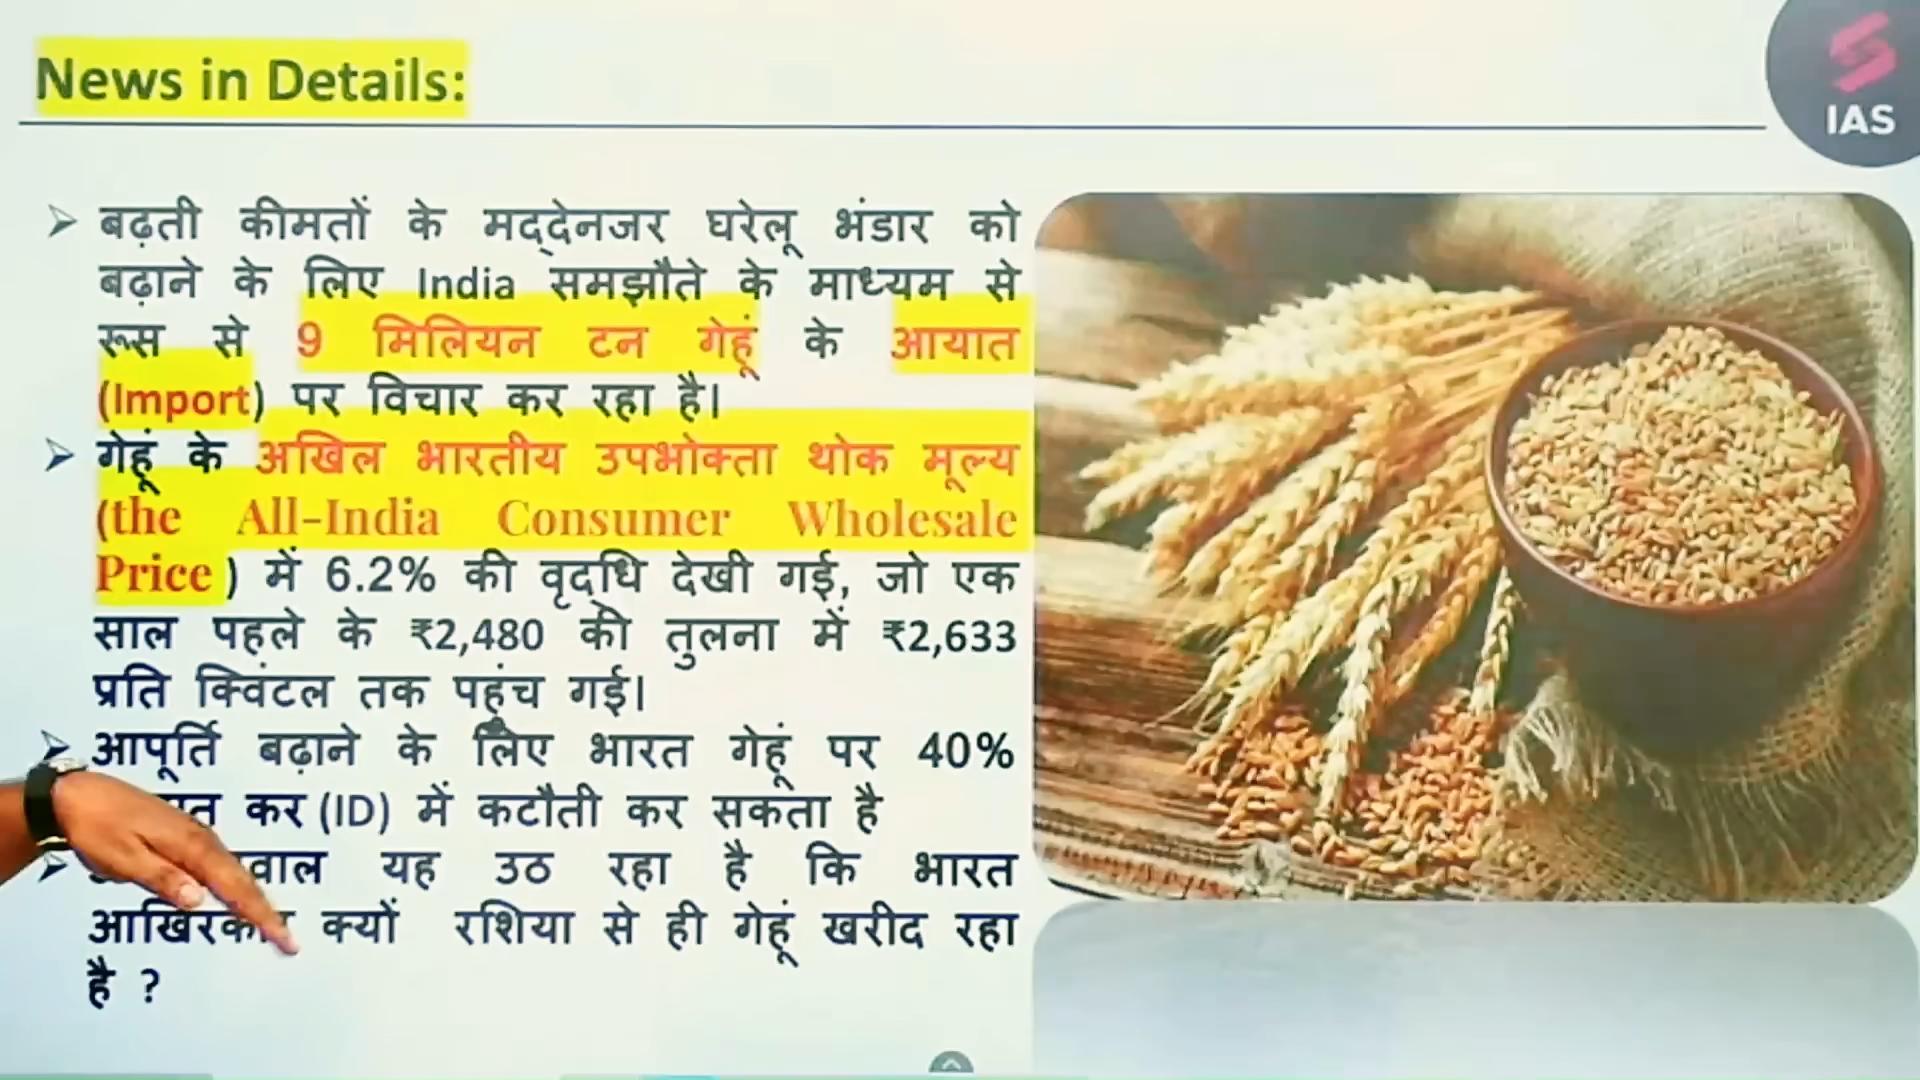 News in Details:
IAS
बढ़ती कीमतों के मद्देनजर घरेलू भंडार को
बढ़ाने के लिए India समझौते के माध्यम से
रूस से 9 मिलियन टन गेहूं के आयात
(Import) पर विचार कर रहा है।
गेहूं के अखिल भारतीय उपभोक्ता थोक मूल्य
(the All-India Consumer Wholesale
Price ) में 6.2% की वृद्धि देखी गई, जो एक
साल पहले के ₹2,480 की तुलना में ₹2,633
प्रति क्विंटल तक पहुंच गई।
आपूर्ति बढ़ाने के लिए भारत गेहूं पर 40%
कर (ID) में कटौती कर सकता है
यह उठ रहा है कि भारत
क्यों रशिया से ही गेहूं खरीद रहा
है ?